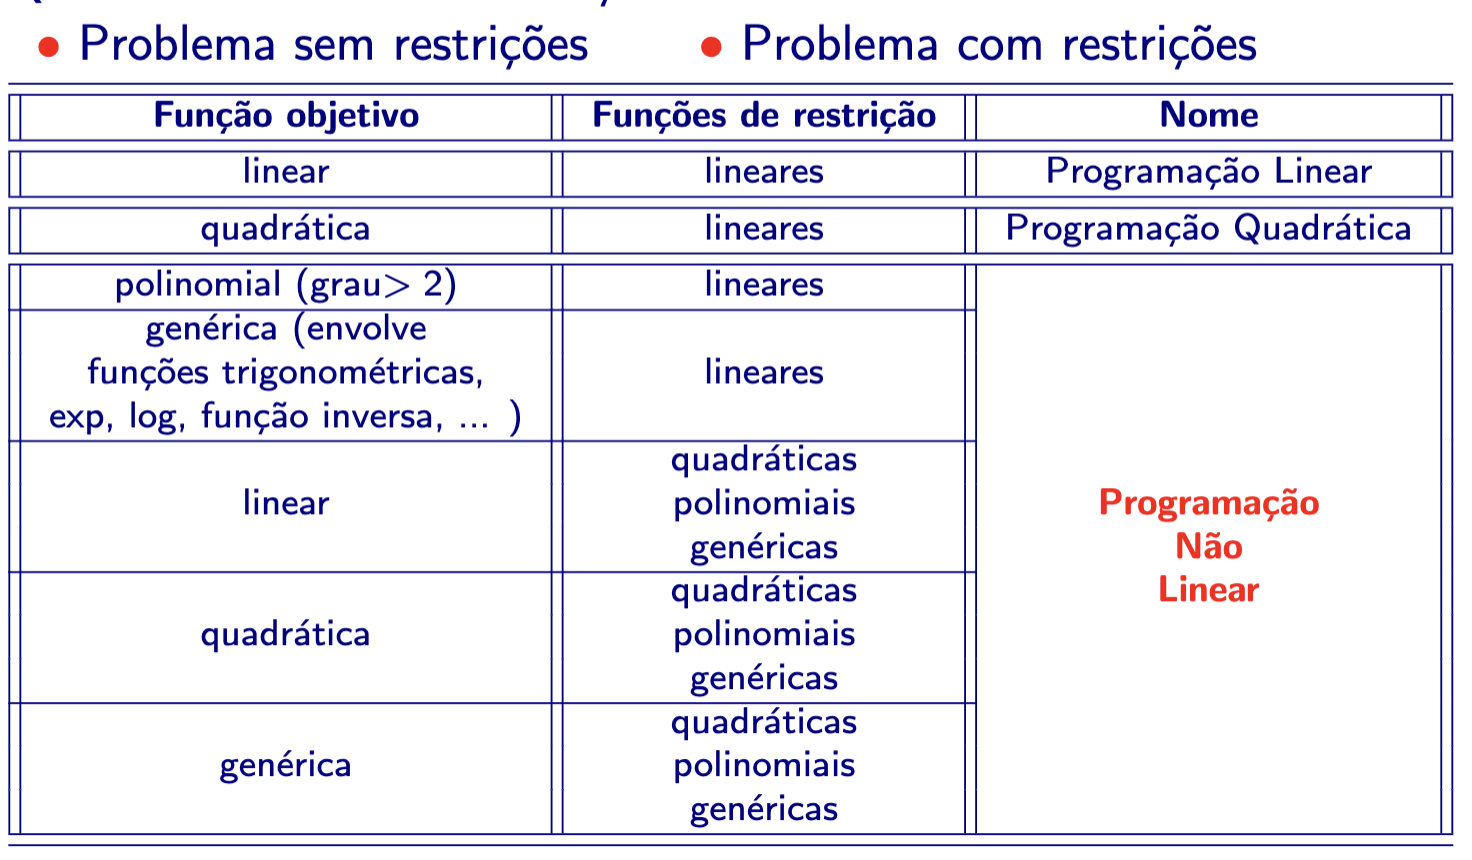 • Problema sem restrições • Problema com restrições
Função objetivo Funções de restrição Nome
linear lineares Programação Linear
quadrática lineares Programação Quadrática
polinomial (grau> 2) lineares
genérica (envolve
funções trigonométricas, lineares
exp, log, função inversa, ... )
quadráticas
linear polinomiais Programação
genéricas Não
quadráticas Linear
quadrática polinomiais
genéricas
quadráticas
genérica polinomiais
genéricas